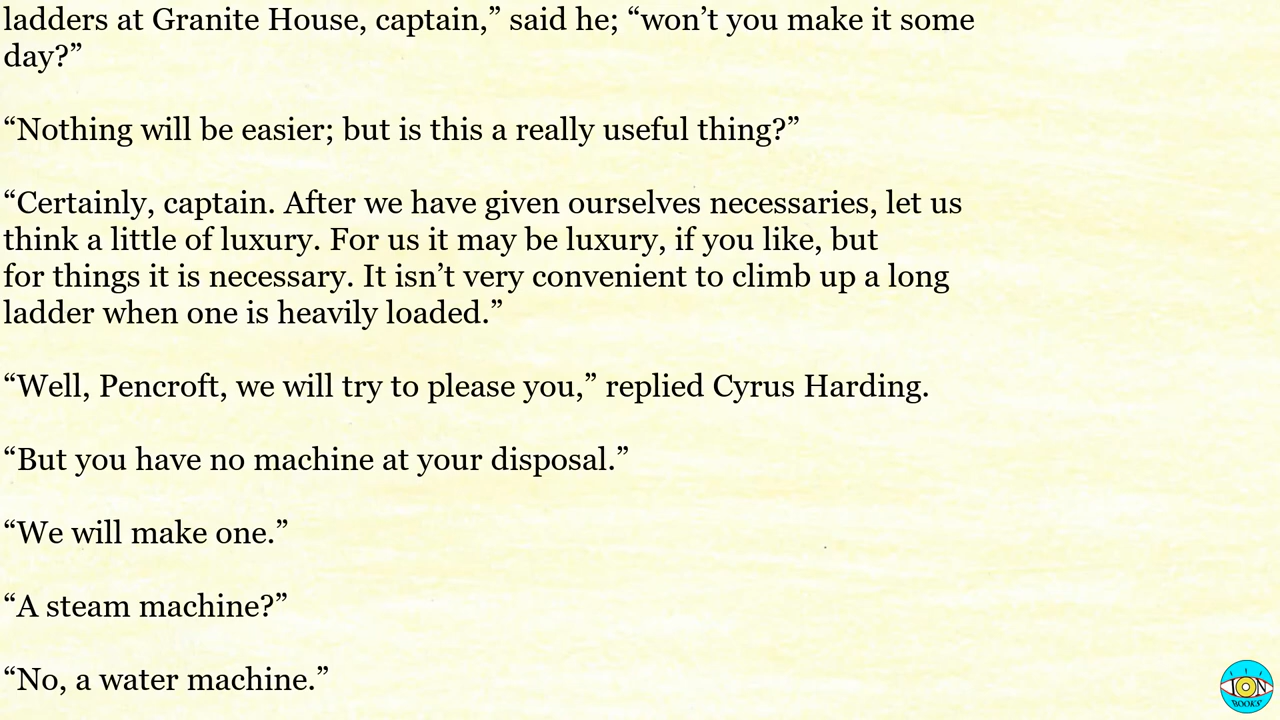 ladders at Granite House, captain,” said he; “won’t you make it some
day?”
“Nothing will be easier; but is this a really useful thing?”
“Certainly, captain. After we have given ourselves necessaries, let us
think a little of luxury. For us it may be luxury, if you like, but
for things it is necessary. It isn’t very convenient to climb up a long
ladder when one is heavily loaded.”
“Well, Pencroft, we will try to please you,” replied Cyrus Harding.
“But you have no machine at your disposal.”
“We will make one.”
“A steam machine?”
“No, a water machine.”
ION
BOOKS